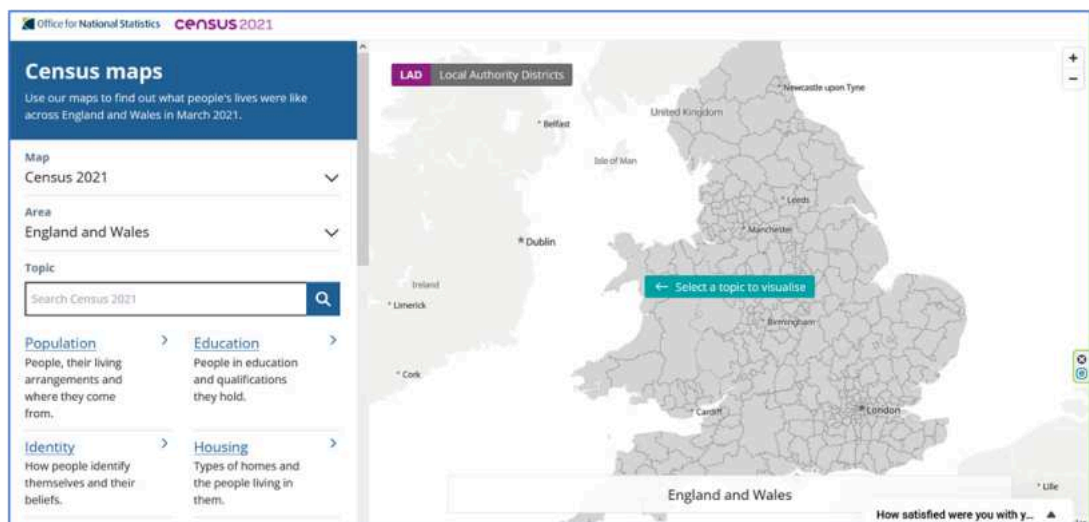 Office for National Statistics census 2021
Census maps
Use our maps to find out what people's lives were like
across England and Wales in March 2021.
Map
Census 2021
Area
England and Wales
Topic
Search Census 2021
Population
People, their living
arrangements and
where they come
from.
Education
People in education
and qualifications
they hold.
Identity
How people identify
themselves and their
beliefs.
Housing
Types of homes and
the people living in
them.
LAD Local Authority Districts
+
−
Newcastle upon Tyne
United Kingdom
Belfast
Isle of Man
Leeds
Manchester
Dublin
← Select a topic to visualise
Ireland
Limerick
Birmingham
Cork
Cardiff
London
Lille
England and Wales
How satisfied were you with y...